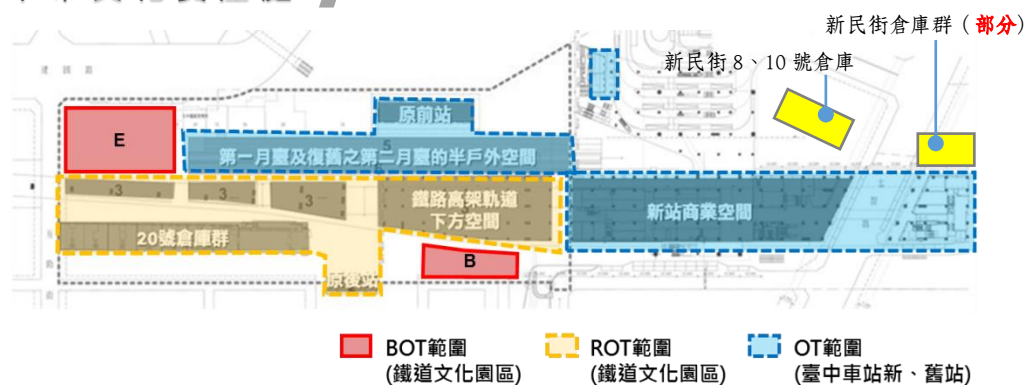 新民街倉庫群(部分)
新民街8、10 號倉庫
建 國 路
原前站
E
5
第一月臺及復舊之第二月臺的半戶外空間
3
3
3
鐵路高架軌道
下方空間
新站商業空間
20號倉庫群
B
原後站
BOT範圍
(鐵道文化園區)
ROT範圍
(鐵道文化園區)
OT範圍
(臺中車站新、舊站)